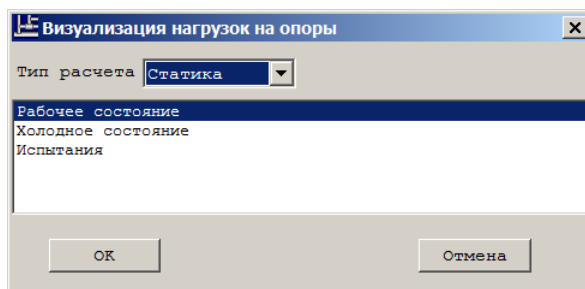 Визуализация нагрузок на опоры
Тип расчета Статика
Рабочее состояние
Холодное состояние
Испытания
OK Отмена